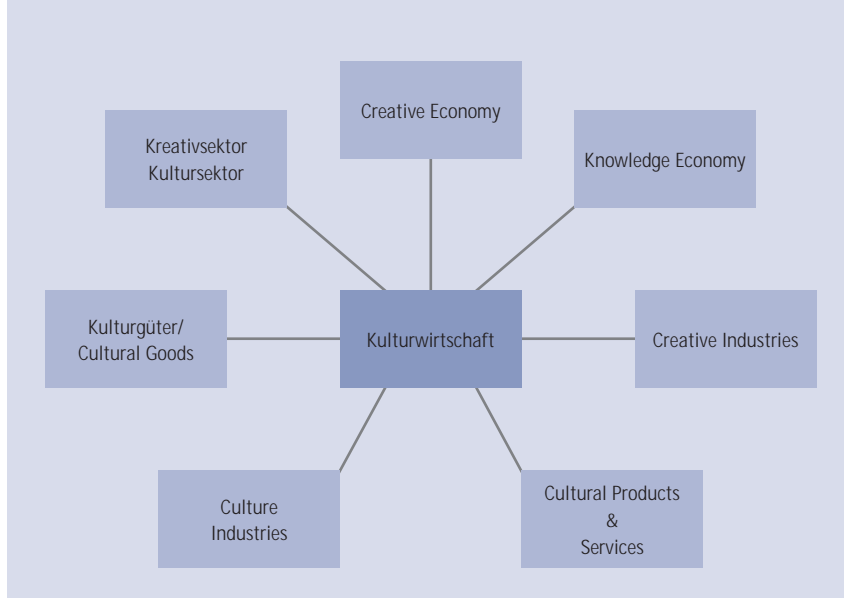 Creative Economy
Kreativsektor
Kultursektor
Knowledge Economy
Kulturgüter/
Cultural Goods
Kulturwirtschaft
Creative Industries
Culture
Industries
Cultural Products
&
Services